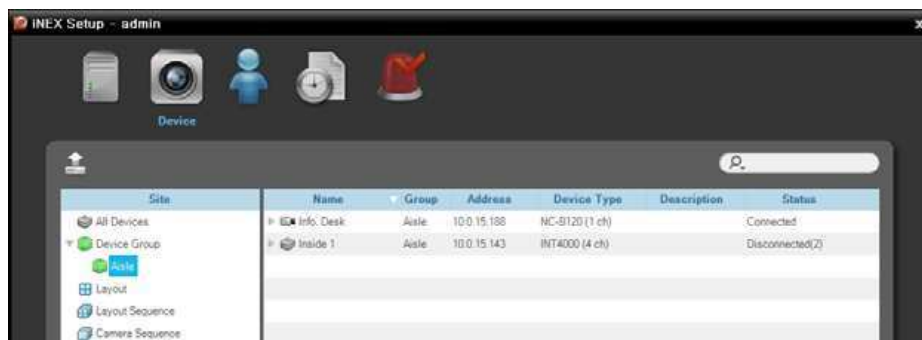 iNEX Setup - admin
x
Device
Site
Name Group Address Device Type Description Status
All Devices
Info. Desk Aisle 10.0.15.188 NC-B120 (1 ch) Connected
Device Group
Inside 1 Aisle 10.0.15.143 INT4000 (4 ch) Disconnected(2)
Aisle
Layout
Layout Sequence
Camera Sequence